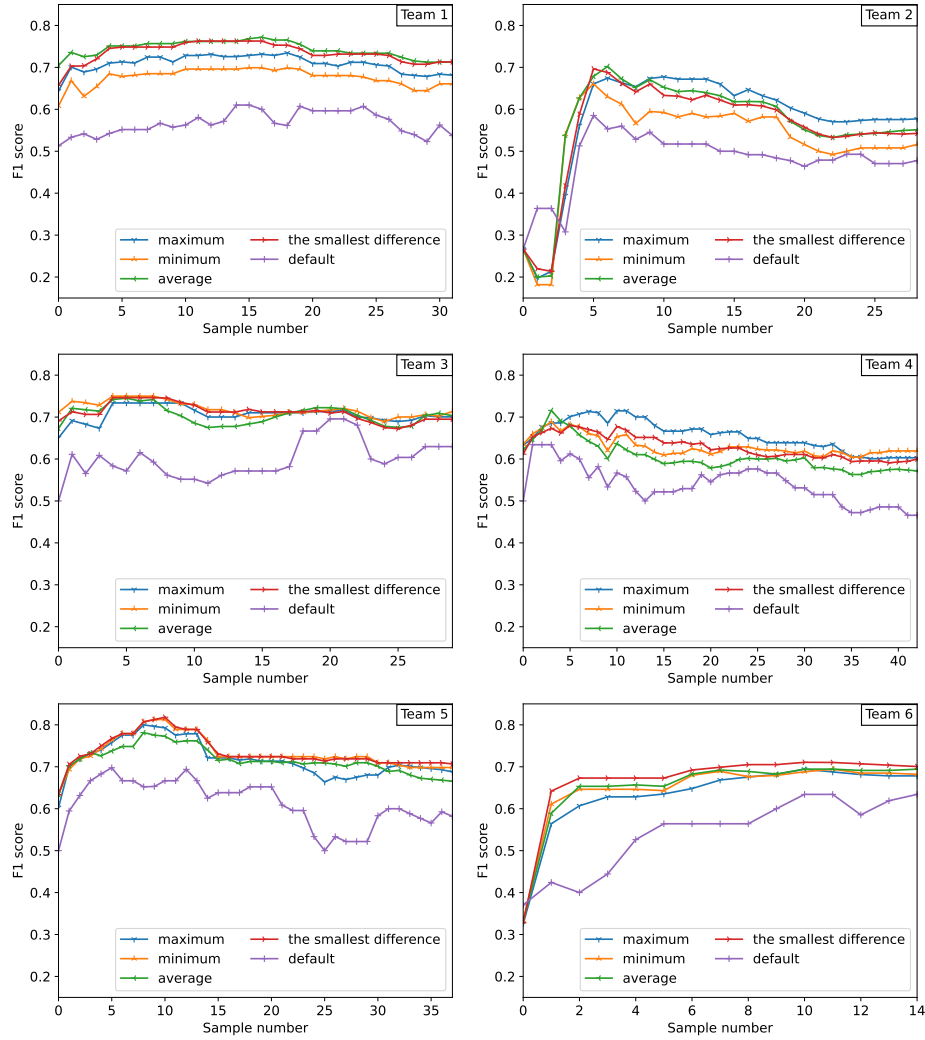 Team 1
F1 score
0.8
0.7
0.6
0.5
0.4
0.3
0.2
maximum
minimum
average
the smallest difference
default
0 5 10 15 20 25 30
Sample number
Team 2
F1 score
0.8
0.7
0.6
0.5
0.4
0.3
0.2
maximum
minimum
average
the smallest difference
default
0 5 10 15 20 25
Sample number
Team 3
F1 score
0.8
0.7
0.6
0.5
0.4
0.3
0.2
maximum
minimum
average
the smallest difference
default
0 5 10 15 20 25
Sample number
Team 4
F1 score
0.8
0.7
0.6
0.5
0.4
0.3
0.2
maximum
minimum
average
the smallest difference
default
0 5 10 15 20 25 30 35 40
Sample number
Team 5
F1 score
0.8
0.7
0.6
0.5
0.4
0.3
0.2
maximum
minimum
average
the smallest difference
default
0 5 10 15 20 25 30 35
Sample number
Team 6
F1 score
0.8
0.7
0.6
0.5
0.4
0.3
0.2
maximum
minimum
average
the smallest difference
default
0 2 4 6 8 10 12 14
Sample number